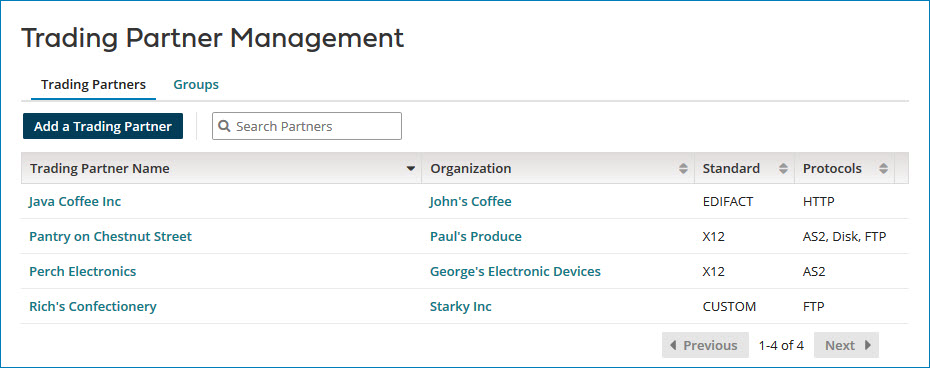 Trading Partner Management
Trading Partners Groups
Add a Trading Partner Search Partners
Trading Partner Name Organization Standard Protocols
Java Coffee Inc John's Coffee EDIFACT HTTP
Pantry on Chestnut Street Paul's Produce X12 AS2, Disk, FTP
Perch Electronics George's Electronic Devices X12 AS2
Rich's Confectionery Starky Inc CUSTOM FTP
Previous 1-4 of 4 Next